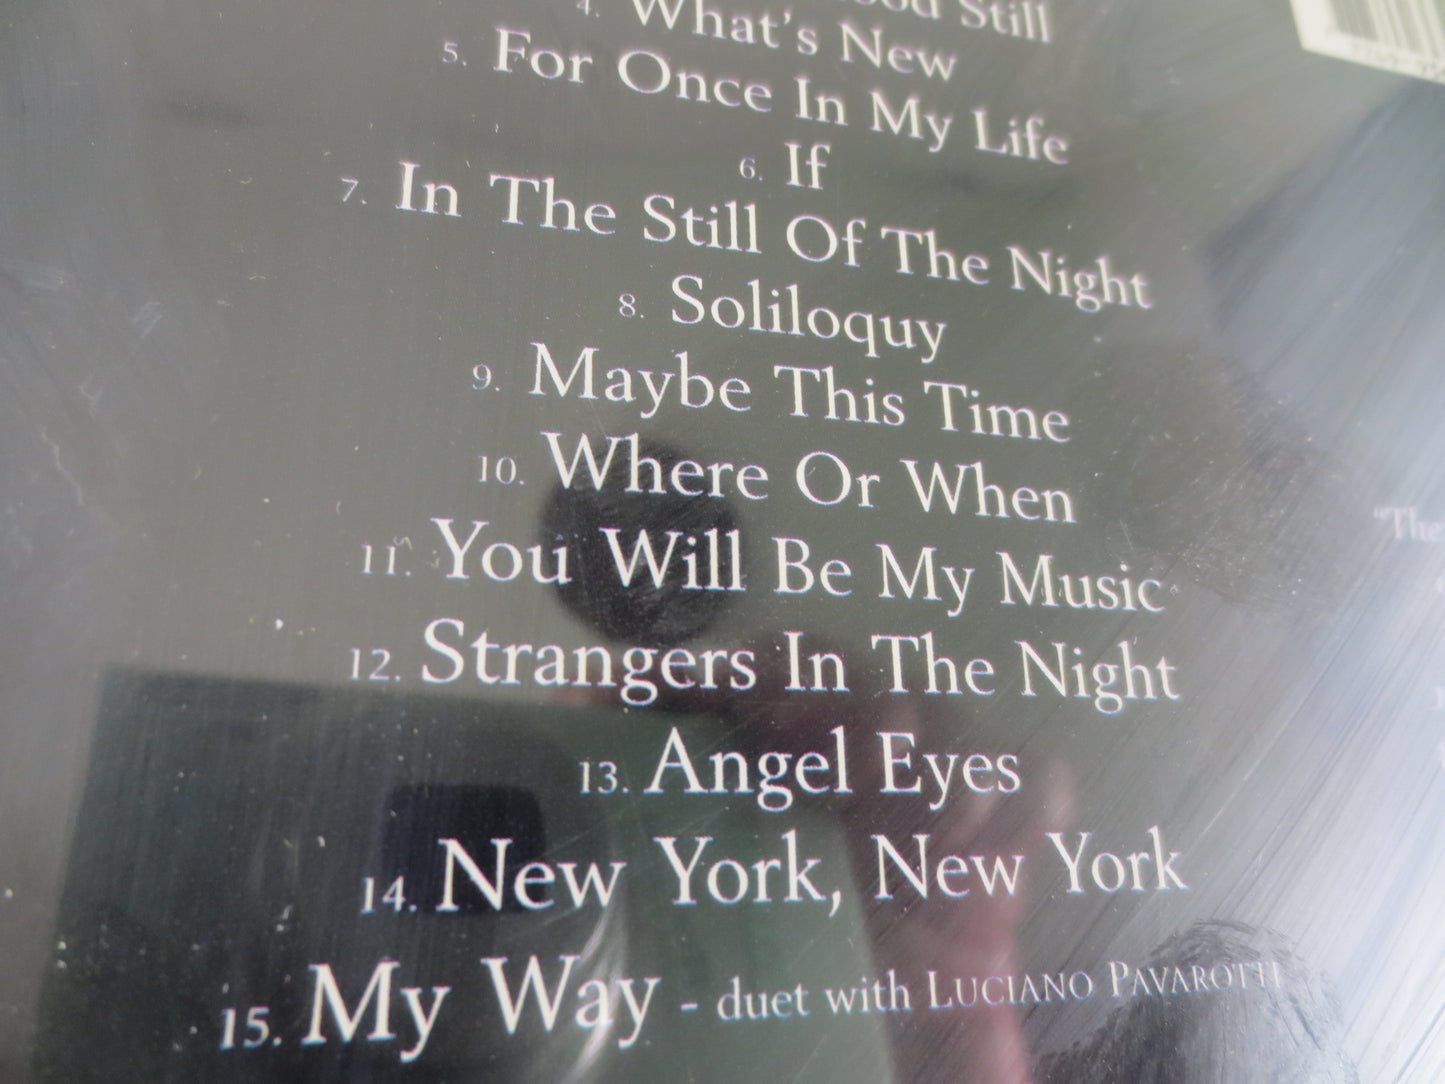 Still
4. What's New
5. For Once In My Life
6. If
7. In The Still Of The Night
8. Soliloquy
9. Maybe This Time
10. Where Or When
11. You Will Be My Music
12. Strangers In The Night
13. Angel Eyes
14. New York, New York
15. My Way - duet with LUCIANO PAVAROTTI
"The